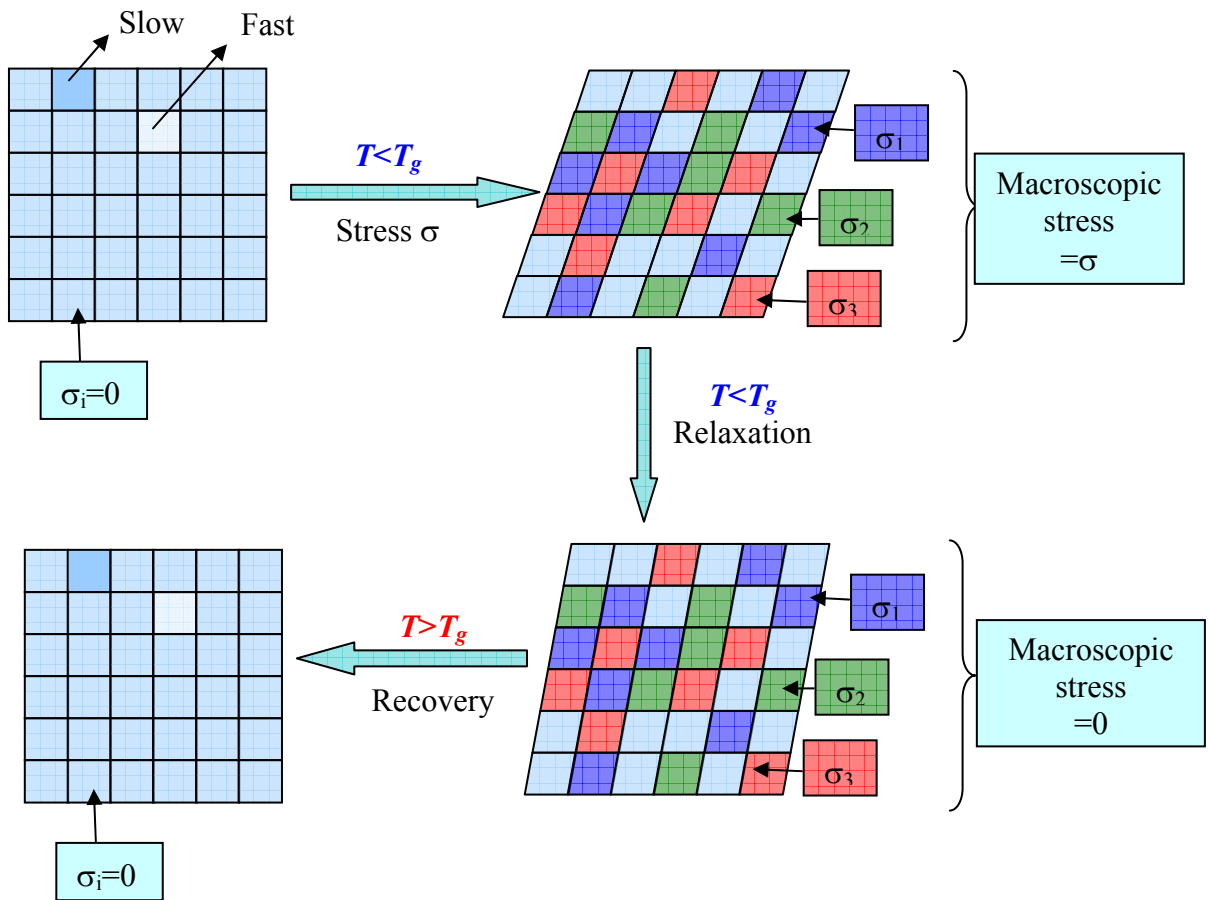 Slow
Fast
T<Tg
Stress σ
σ1
σ2
σ3
Macroscopic
stress
=σ
σi=0
T<Tg
Relaxation
T>Tg
Recovery
σ1
σ2
σ3
Macroscopic
stress
=0
σi=0